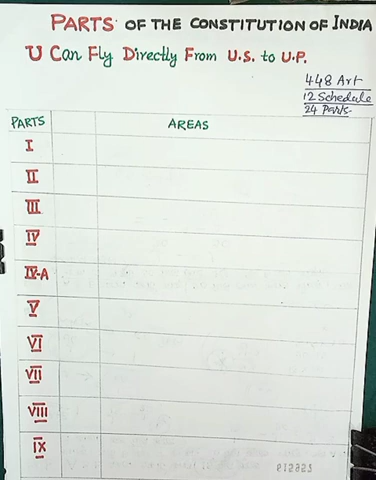 PARTS OF THE CONSTITUTION OF INDIA
U Can Fly Directly From U.S. to U.P.
448 Art
12 Schedule
24 Parts
PARTS AREAS
I
II
III
IV
IV-A
V
VI
VII
VIII
IX